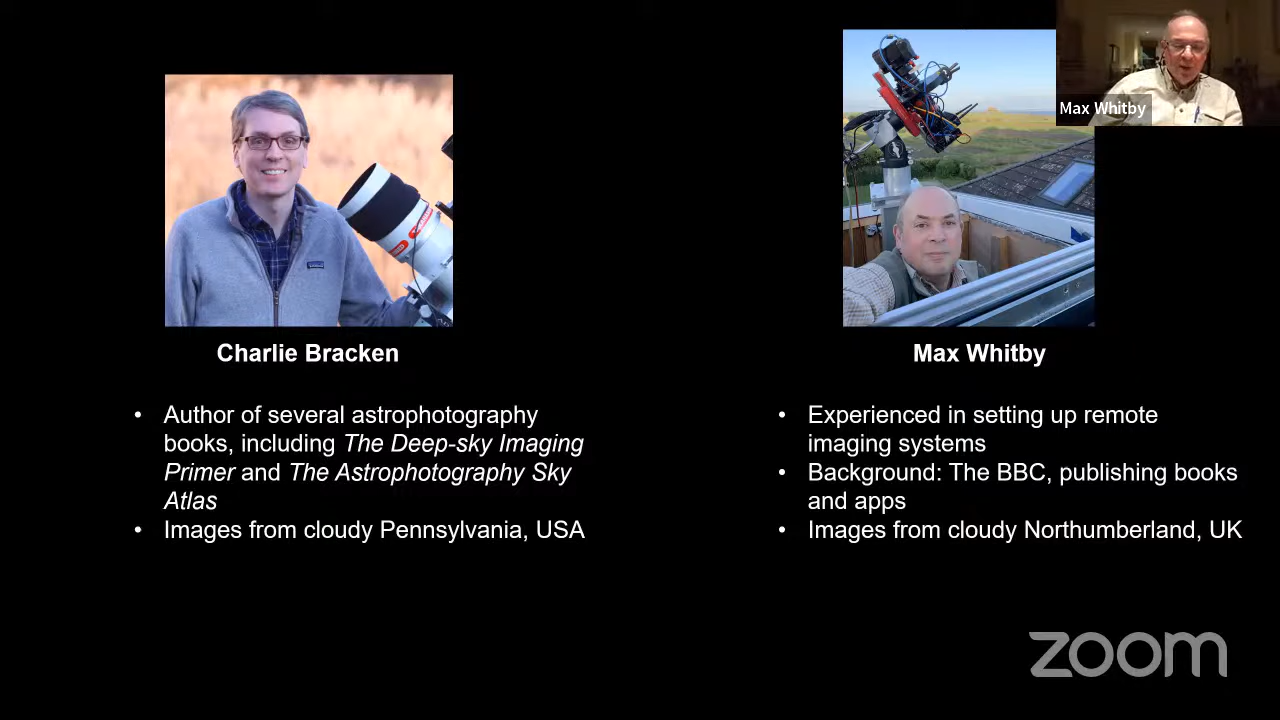 Max Whitby
Charlie Bracken
• Author of several astrophotography
books, including The Deep-sky Imaging
Primer and The Astrophotography Sky
Atlas
• Images from cloudy Pennsylvania, USA
Max Whitby
• Experienced in setting up remote
imaging systems
• Background: The BBC, publishing books
and apps
• Images from cloudy Northumberland, UK
zoom